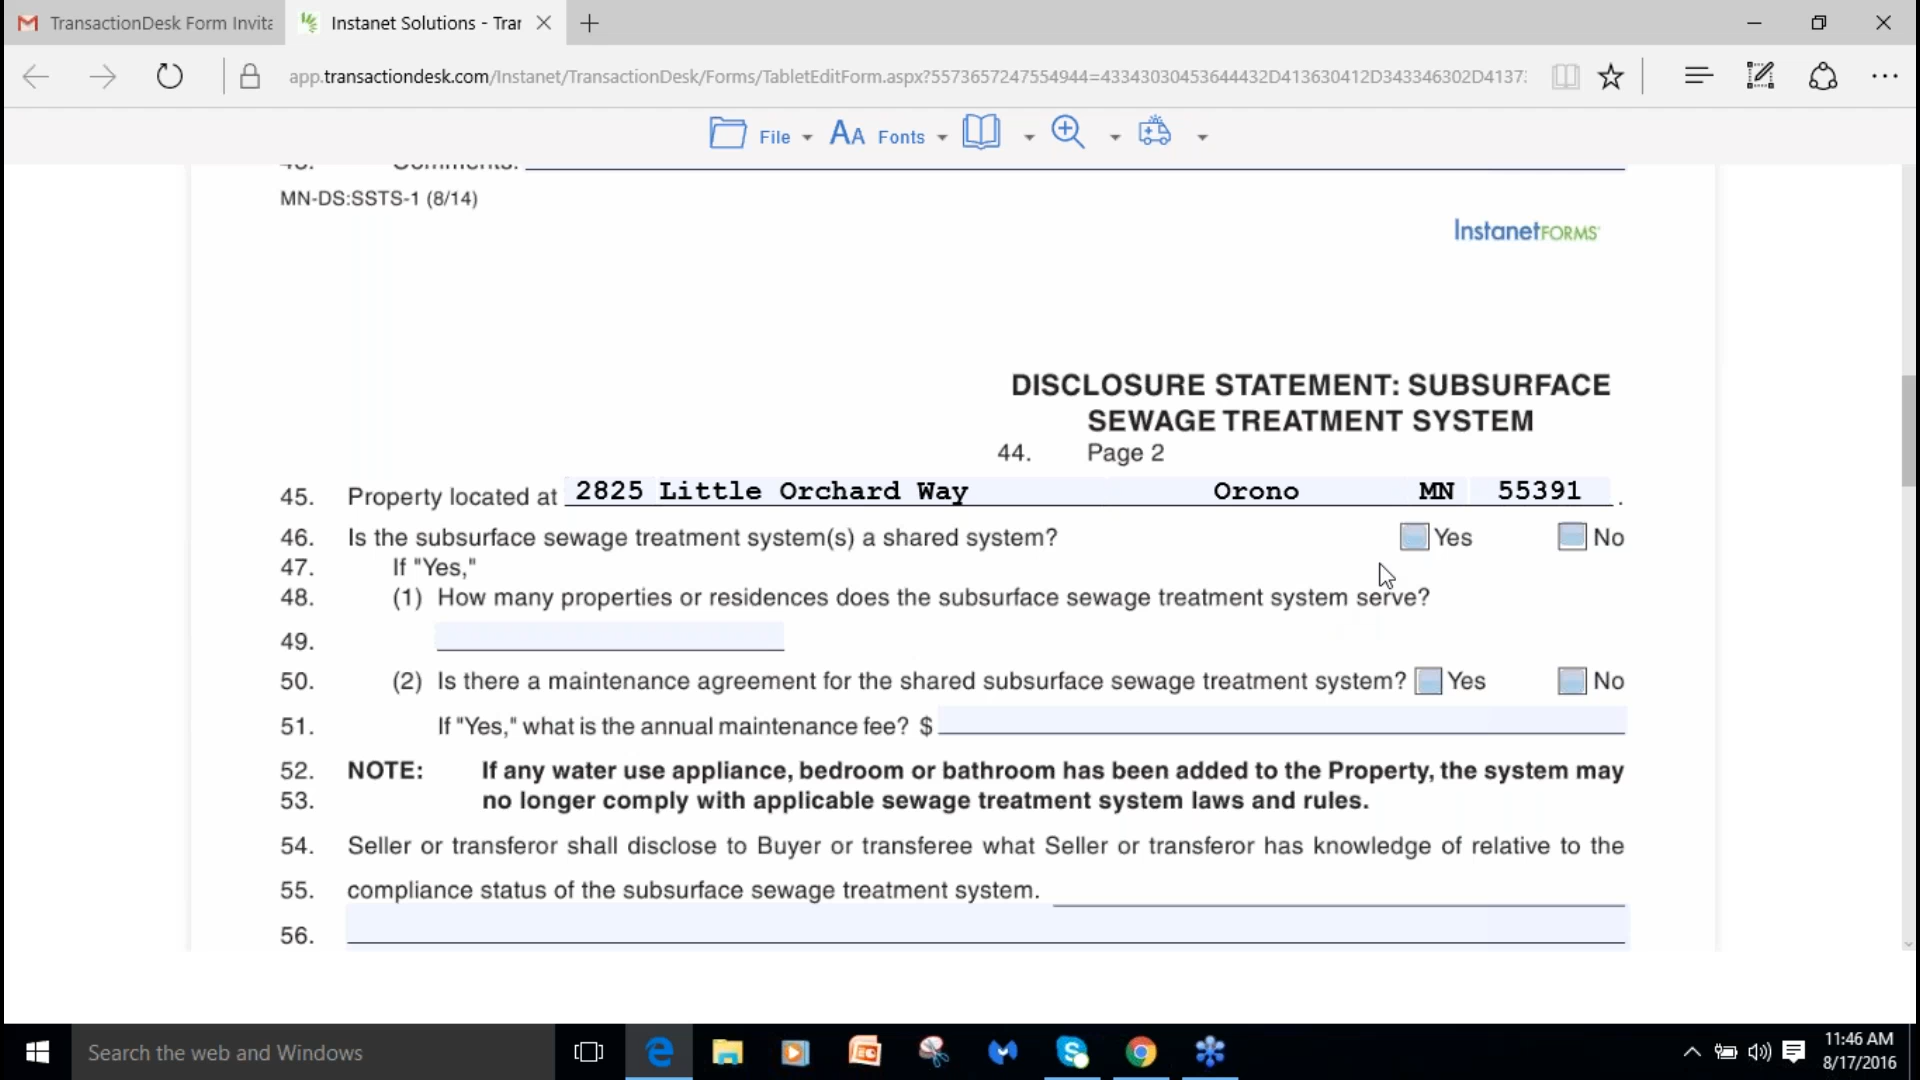 TransactionDesk Form Invita
Instanet Solutions - Trar
app.transactiondesk.com/Instanet/TransactionDesk/Forms/TabletEditForm.aspx?5573657247554944=43343030453644432D413630412D343346302D4137
File
AA Fonts
Comments:
MN-DS:SSTS-1 (8/14)
InstanetFORMS
DISCLOSURE STATEMENT: SUBSURFACE
SEWAGE TREATMENT SYSTEM
44. Page 2
45. Property located at 2825 Little Orchard Way Orono MN 55391 .
46. Is the subsurface sewage treatment system(s) a shared system? Yes No
47. If "Yes,"
48. (1) How many properties or residences does the subsurface sewage treatment system serve?
49.
50. (2) Is there a maintenance agreement for the shared subsurface sewage treatment system? Yes No
51. If "Yes," what is the annual maintenance fee? $
52. NOTE: If any water use appliance, bedroom or bathroom has been added to the Property, the system may
53. no longer comply with applicable sewage treatment system laws and rules.
54. Seller or transferor shall disclose to Buyer or transferee what Seller or transferor has knowledge of relative to the
55. compliance status of the subsurface sewage treatment system.
56.
Search the web and Windows
11:46 AM
8/17/2016